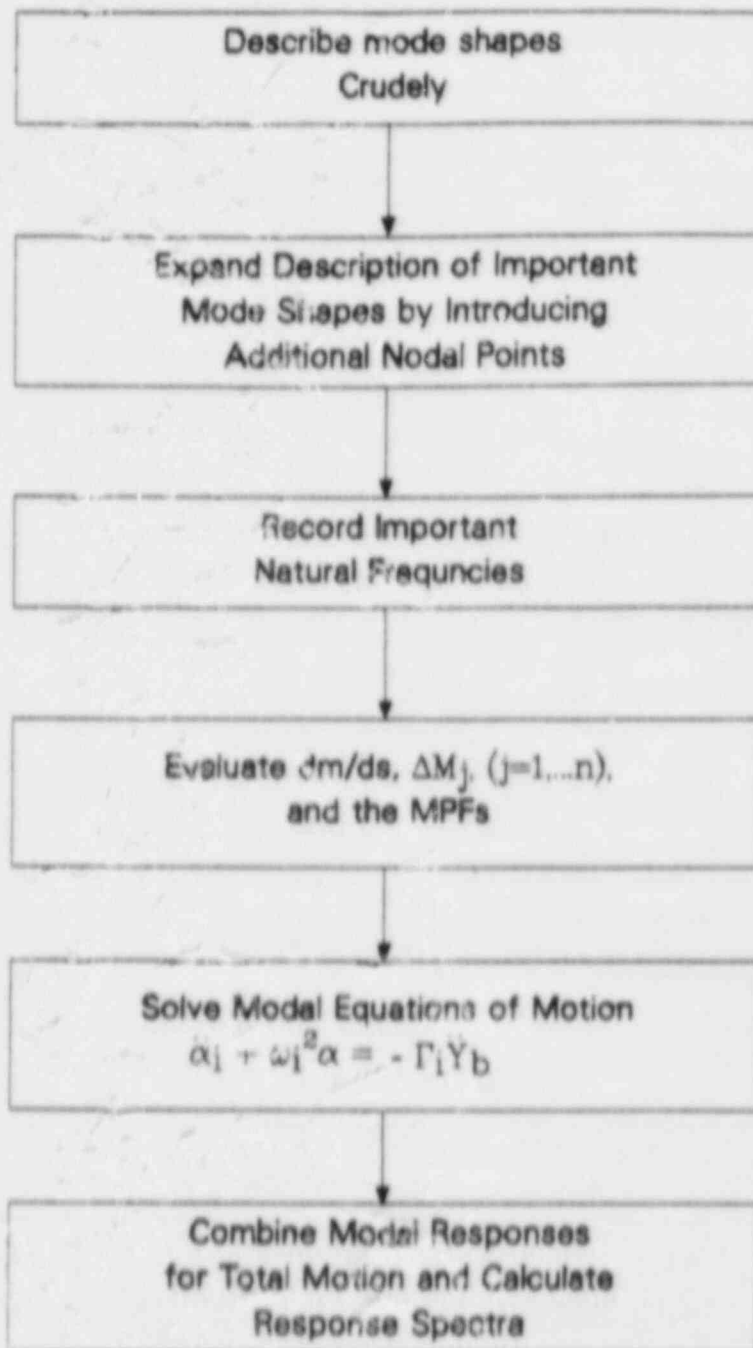 Describe mode shapes
Crudely
Expand Description of Important
Mode Shapes by Introducing
Additional Nodal Points
Record Important
Natural Frequncies
Evaluate dm/ds, ΔMj, (j=1,...n),
and the MPFs
Solve Modal Equations of Motion
α̈i + ωi²α = - ΓiŸb
Combine Modal Responses
for Total Motion and Calculate
Response Spectra